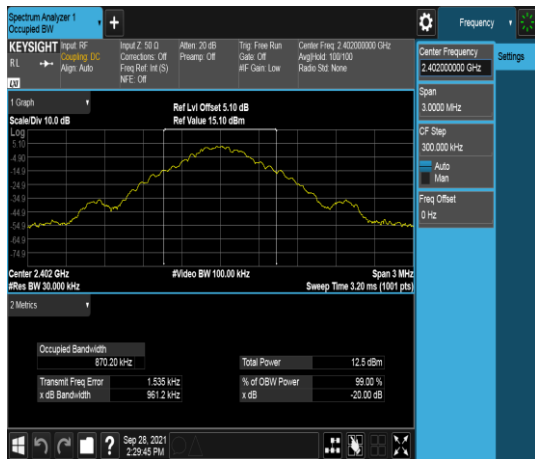 Spectrum Analyzer 1
Occupied BW
+
Frequency
KEYSIGHT Input: RF Input Z: 50 Ω Atten: 20 dB Trig: Free Run Center Freq: 2.402000000 GHz
RL Coupling: DC Corrections: Off Preamp: Off Gate: Off Avg|Hold: 100/100
Align: Auto Freq Ref: Int (S) #IF Gain: Low Radio Std: None
LXI NFE: Off
Center Frequency
2.402000000 GHz
Settings
Span
3.0000 MHz
CF Step
300.000 kHz
Auto
Man
Freq Offset
0 Hz
1 Graph
Ref Lvl Offset 5.10 dB
Scale/Div 10.0 dB Ref Value 15.10 dBm
Log
5.10
-4.90
-14.9
-24.9
-34.9
-44.9
-54.9
-64.9
-74.9
Center 2.402 GHz #Video BW 100.00 kHz Span 3 MHz
#Res BW 30.000 kHz Sweep Time 3.20 ms (1001 pts)
2 Metrics
Occupied Bandwidth
870.20 kHz
Total Power 12.5 dBm
Transmit Freq Error 1.535 kHz % of OBW Power 99.00 %
x dB Bandwidth 961.2 kHz x dB -20.00 dB
? Sep 28, 2021
2:29:45 PM